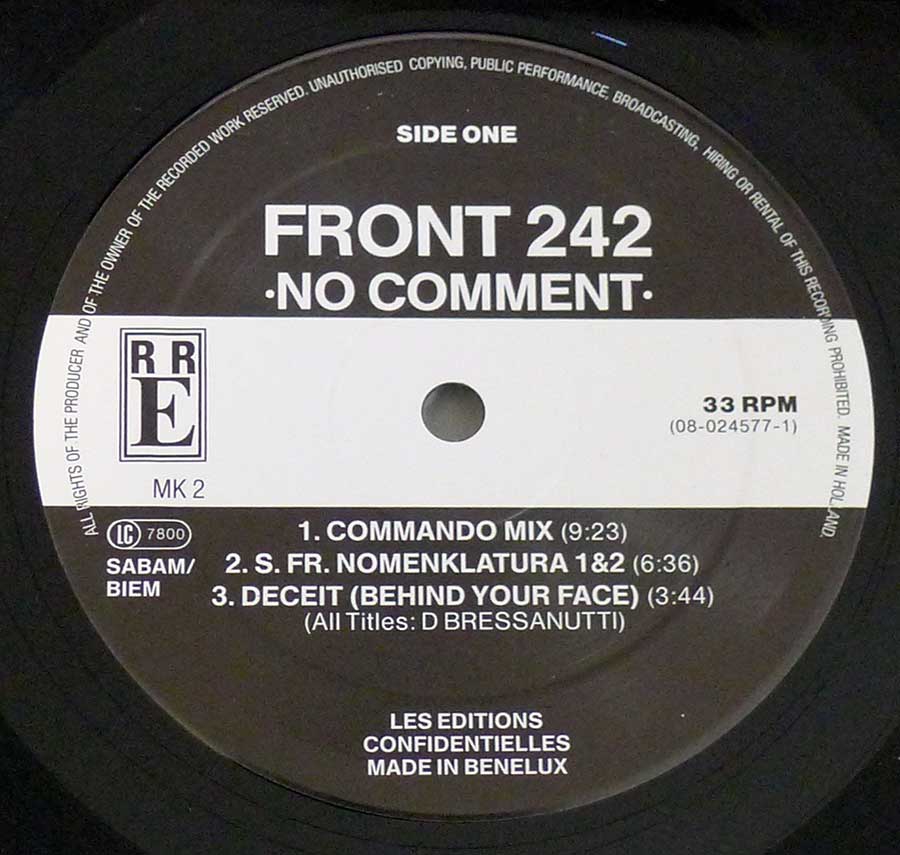 ALL RIGHTS OF THE PRODUCER AND OF THE OWNER OF THE RECORDED WORK RESERVED. UNAUTHORISED COPYING, PUBLIC PERFORMANCE, BROADCASTING, HIRING OR RENTAL OF THIS RECORDING PROHIBITED. MADE IN HOLLAND.
SIDE ONE
FRONT 242
·NO COMMENT·
R R
E
33 RPM
(08-024577-1)
MK 2
LC 7800
SABAM/
BIEM
1. COMMANDO MIX (9:23)
2. S. FR. NOMENKLATURA 1&2 (6:36)
3. DECEIT (BEHIND YOUR FACE) (3:44)
(All Titles: D BRESSANUTTI)
LES EDITIONS
CONFIDENTIELLES
MADE IN BENELUX